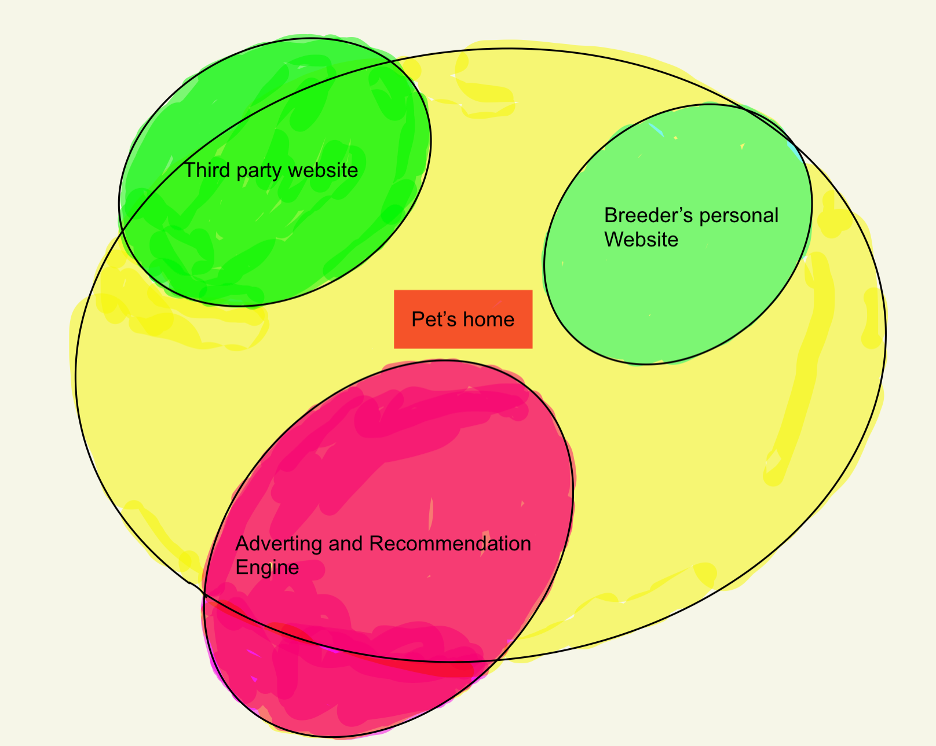 Third party website
Breeder’s personal
Website
Pet’s home
Adverting and Recommendation
Engine